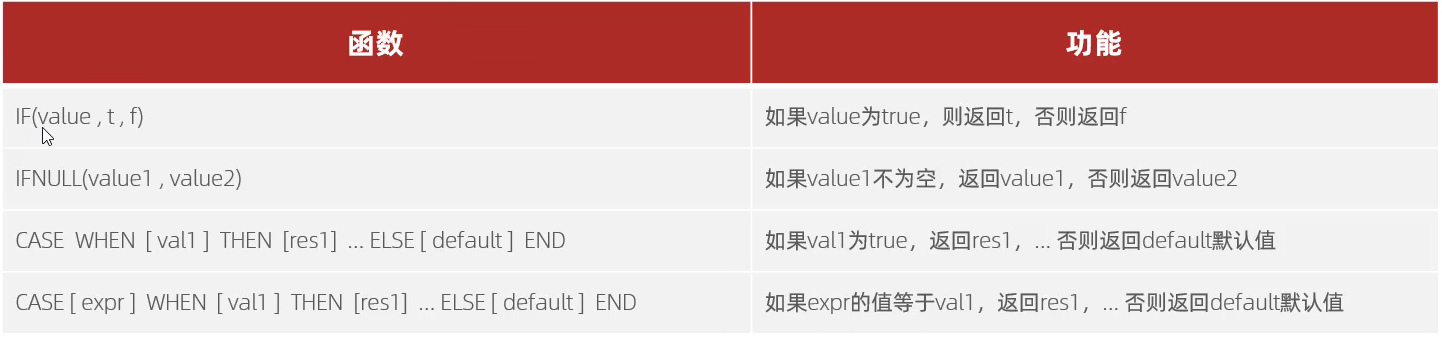 函数 功能
IF(value , t , f) 如果value为true，则返回t，否则返回f
IFNULL(value1 , value2) 如果value1不为空，返回value1，否则返回value2
CASE WHEN [ val1 ] THEN [res1] ... ELSE [ default ] END 如果val1为true，返回res1，... 否则返回default默认值
CASE [ expr ] WHEN [ val1 ] THEN [res1] ... ELSE [ default ] END 如果expr的值等于val1，返回res1，... 否则返回default默认值